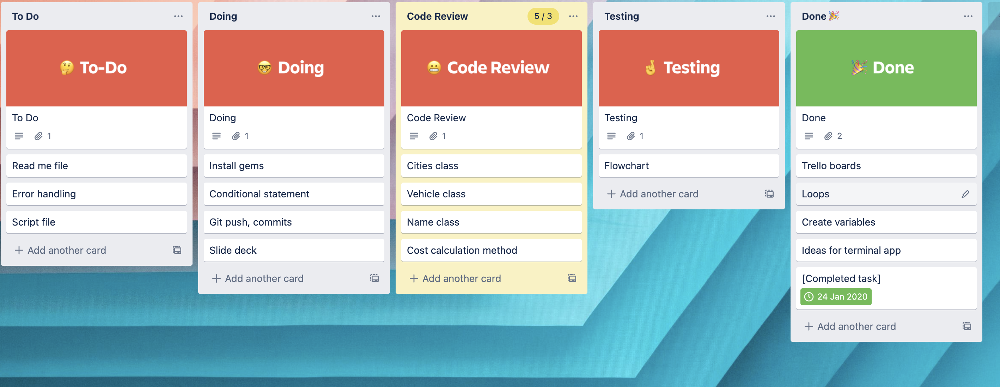 To Do
🤔 To-Do
To Do
1
Read me file
Error handling
Script file
+ Add another card
Doing
🤓 Doing
Doing
1
Install gems
Conditional statement
Git push, commits
Slide deck
+ Add another card
Code Review
5 / 3
😬 Code Review
Code Review
1
Cities class
Vehicle class
Name class
Cost calculation method
+ Add another card
Testing
🤞 Testing
Testing
1
Flowchart
+ Add another card
Done 🎉
🎉 Done
Done
2
Trello boards
Loops
Create variables
Ideas for terminal app
[Completed task]
24 Jan 2020
+ Add another card